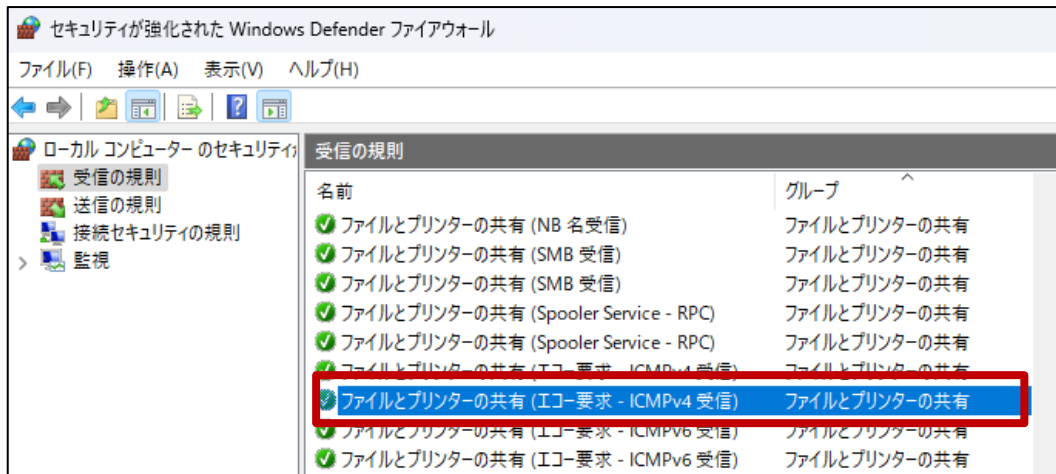 セキュリティが強化された Windows Defender ファイアウォール
ファイル(F) 操作(A) 表示(V) ヘルプ(H)
ローカル コンピューター のセキュリティ
受信の規則
送信の規則
接続セキュリティの規則
監視
受信の規則
名前 グループ
ファイルとプリンターの共有 (NB 名受信) ファイルとプリンターの共有
ファイルとプリンターの共有 (SMB 受信) ファイルとプリンターの共有
ファイルとプリンターの共有 (SMB 受信) ファイルとプリンターの共有
ファイルとプリンターの共有 (Spooler Service - RPC) ファイルとプリンターの共有
ファイルとプリンターの共有 (Spooler Service - RPC) ファイルとプリンターの共有
ファイルとプリンターの共有 (エコー要求 - ICMPv4 受信) ファイルとプリンターの共有
ファイルとプリンターの共有 (エコー要求 - ICMPv4 受信) ファイルとプリンターの共有
ファイルとプリンターの共有 (エコー要求 - ICMPv6 受信) ファイルとプリンターの共有
ファイルとプリンターの共有 (エコー要求 - ICMPv6 受信) ファイルとプリンターの共有